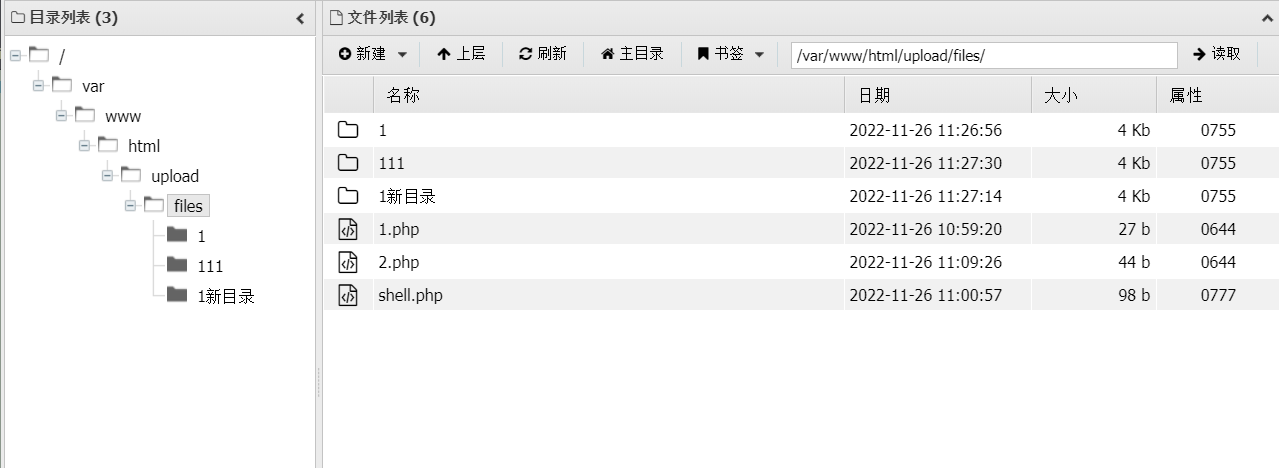 目录列表 (3)
/
var
www
html
upload
files
1
111
1新目录
文件列表 (6)
新建 上层 刷新 主目录 书签 /var/www/html/upload/files/ 读取
名称 日期 大小 属性
1 2022-11-26 11:26:56 4 Kb 0755
111 2022-11-26 11:27:30 4 Kb 0755
1新目录 2022-11-26 11:27:14 4 Kb 0755
1.php 2022-11-26 10:59:20 27 b 0644
2.php 2022-11-26 11:09:26 44 b 0644
shell.php 2022-11-26 11:00:57 98 b 0777